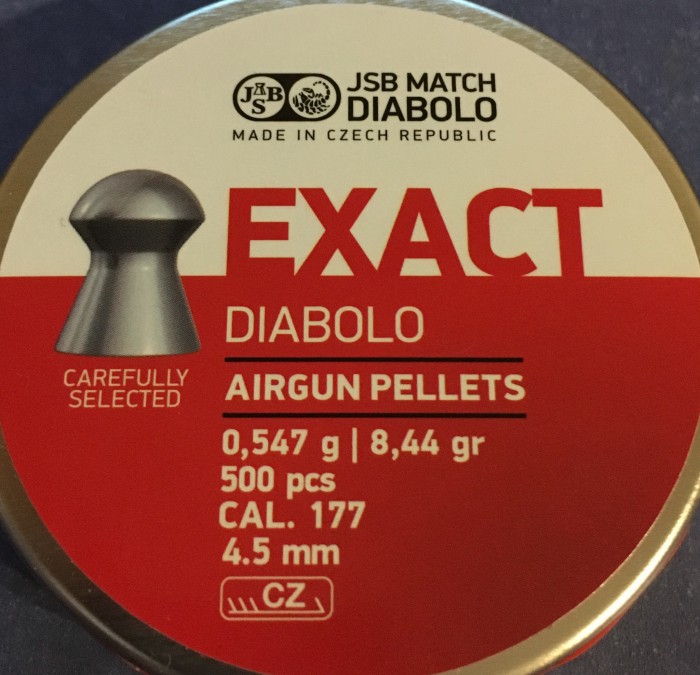 JSB
JSB MATCH
DIABOLO
MADE IN CZECH REPUBLIC
EXACT
DIABOLO
CAREFULLY
SELECTED
AIRGUN PELLETS
0,547 g | 8,44 gr
500 pcs
CAL. 177
4.5 mm
CZ